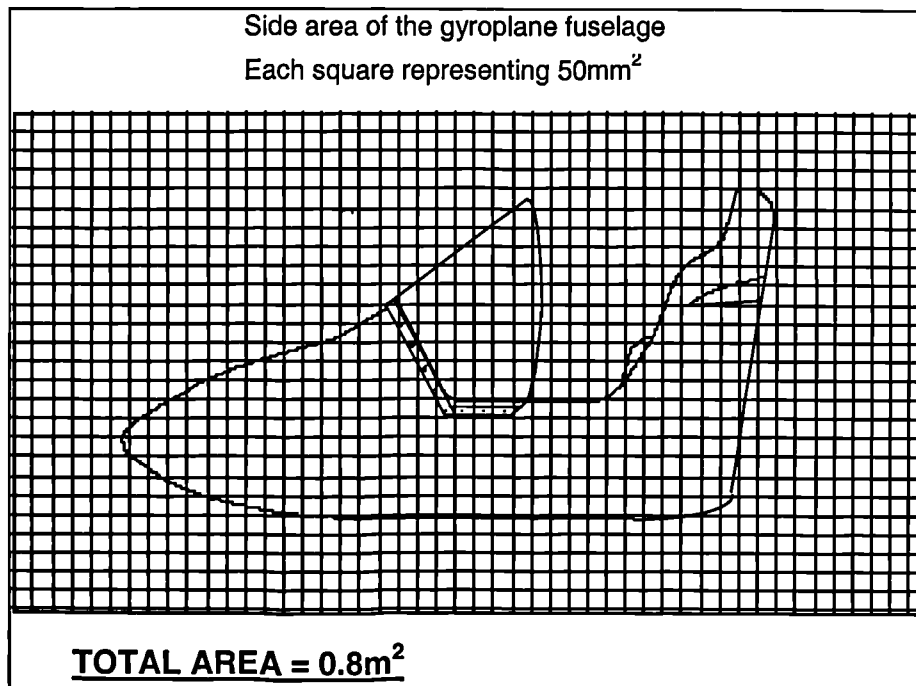 Side area of the gyroplane fuselage
Each square representing 50mm²
TOTAL AREA = 0.8m²